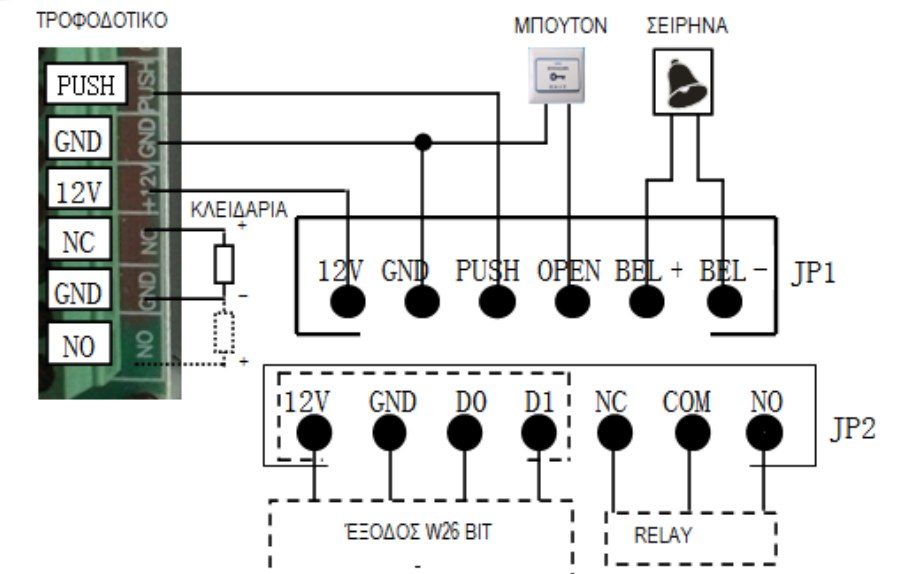 ΤΡΟΦΟΔΟΤΙΚΟ
ΜΠΟΥΤΟΝ
ΣΕΙΡΗΝΑ
PUSH PUSH
GND GND
12V +12V
NC NC
GND GND
NO NO
ΚΛΕΙΔΑΡΙΑ
+
–
+
12V GND PUSH OPEN BEL + BEL – JP1
12V GND D0 D1 NC COM NO JP2
ΈΞΟΔΟΣ W26 BIT
RELAY